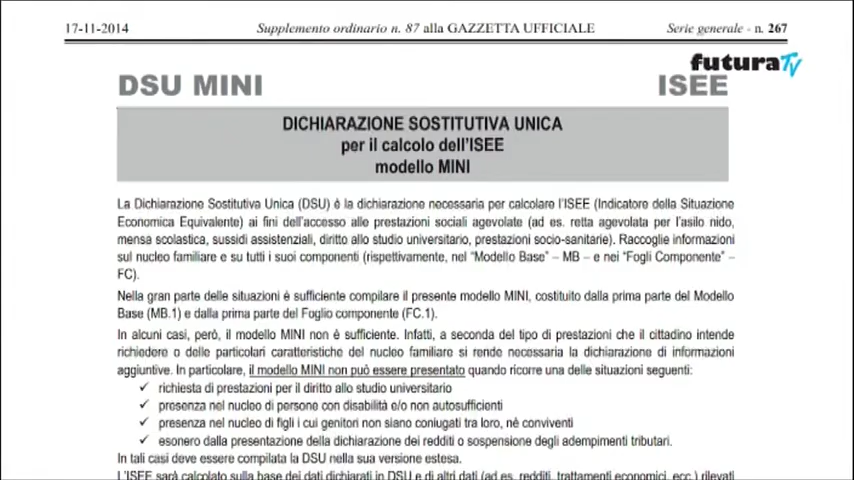 17-11-2014 Supplemento ordinario n. 87 alla GAZZETTA UFFICIALE Serie generale - n. 267
futuraTV
DSU MINI ISEE
DICHIARAZIONE SOSTITUTIVA UNICA
per il calcolo dell'ISEE
modello MINI
La Dichiarazione Sostitutiva Unica (DSU) è la dichiarazione necessaria per calcolare l'ISEE (Indicatore della Situazione
Economica Equivalente) ai fini dell'accesso alle prestazioni sociali agevolate (ad es. retta agevolata per l'asilo nido,
mensa scolastica, sussidi assistenziali, diritto allo studio universitario, prestazioni socio-sanitarie). Raccoglie informazioni
sul nucleo familiare e su tutti i suoi componenti (rispettivamente, nel "Modello Base" – MB – e nei "Fogli Componente" –
FC).
Nella gran parte delle situazioni è sufficiente compilare il presente modello MINI, costituito dalla prima parte del Modello
Base (MB.1) e dalla prima parte del Foglio componente (FC.1).
In alcuni casi, però, il modello MINI non è sufficiente. Infatti, a seconda del tipo di prestazioni che il cittadino intende
richiedere o delle particolari caratteristiche del nucleo familiare si rende necessaria la dichiarazione di informazioni
aggiuntive. In particolare, il modello MINI non può essere presentato quando ricorre una delle situazioni seguenti:
✓ richiesta di prestazioni per il diritto allo studio universitario
✓ presenza nel nucleo di persone con disabilità e/o non autosufficienti
✓ presenza nel nucleo di figli i cui genitori non siano coniugati tra loro, nè conviventi
✓ esonero dalla presentazione della dichiarazione dei redditi o sospensione degli adempimenti tributari.
In tali casi deve essere compilata la DSU nella sua versione estesa.
L'ISEE sarà calcolato sulla base dei dati dichiarati in DSU e di altri dati (ad es. redditi, trattamenti economici, ecc.) rilevati